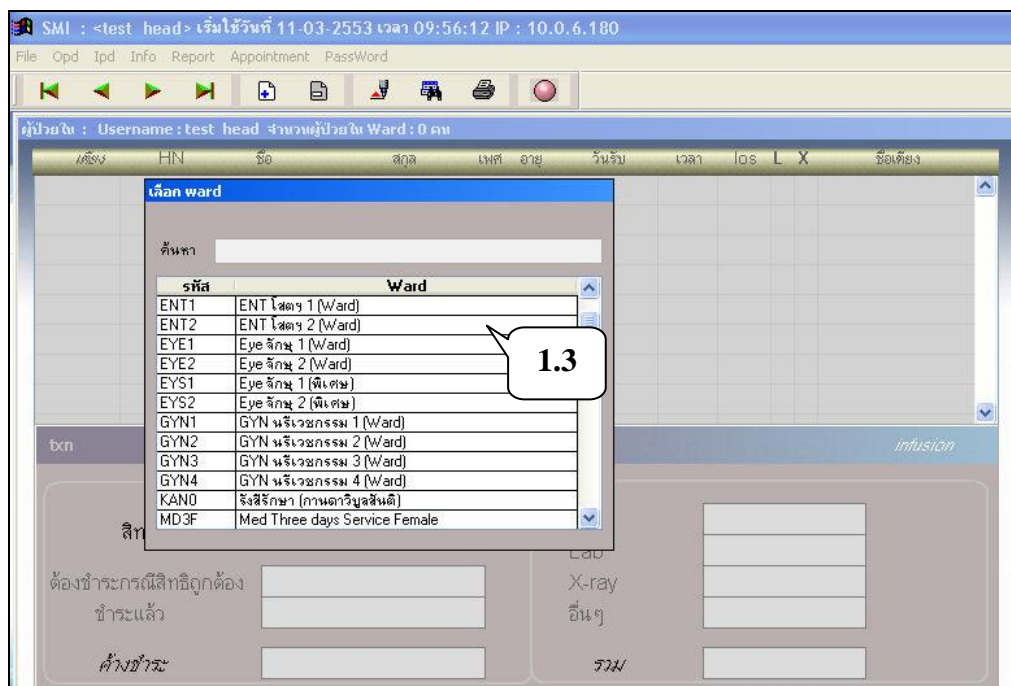 SMI : <test head> เริ่มใช้วันที่ 11-03-2553 เวลา 09:56:12 IP : 10.0.6.180
File Opd Ipd Info Report Appointment PassWord
ผู้ป่วยใน : Username : test head จำนวนผู้ป่วยใน Ward : 0 คน
เตียง HN ชื่อ สกุล เพศ อายุ วันรับ เวลา los L X ชื่อเตียง
เลือก ward
ค้นหา
รหัส Ward
ENT1 ENT โสตฯ 1 (Ward)
ENT2 ENT โสตฯ 2 (Ward)
EYE1 Eye จักษุ 1 (Ward)
EYE2 Eye จักษุ 2 (Ward)
EYS1 Eye จักษุ 1 (พิเศษ)
EYS2 Eye จักษุ 2 (พิเศษ)
GYN1 GYN นรีเวชกรรม 1 (Ward)
GYN2 GYN นรีเวชกรรม 2 (Ward)
GYN3 GYN นรีเวชกรรม 3 (Ward)
GYN4 GYN นรีเวชกรรม 4 (Ward)
KAN0 รังสีรักษา (กานดาวิบูลสันติ)
MD3F Med Three days Service Female
1.3
txn infusion
Lab
ต้องชำระกรณีสิทธิถูกต้อง X-ray
ชำระแล้ว อื่นๆ
ค้างชำระ รวม